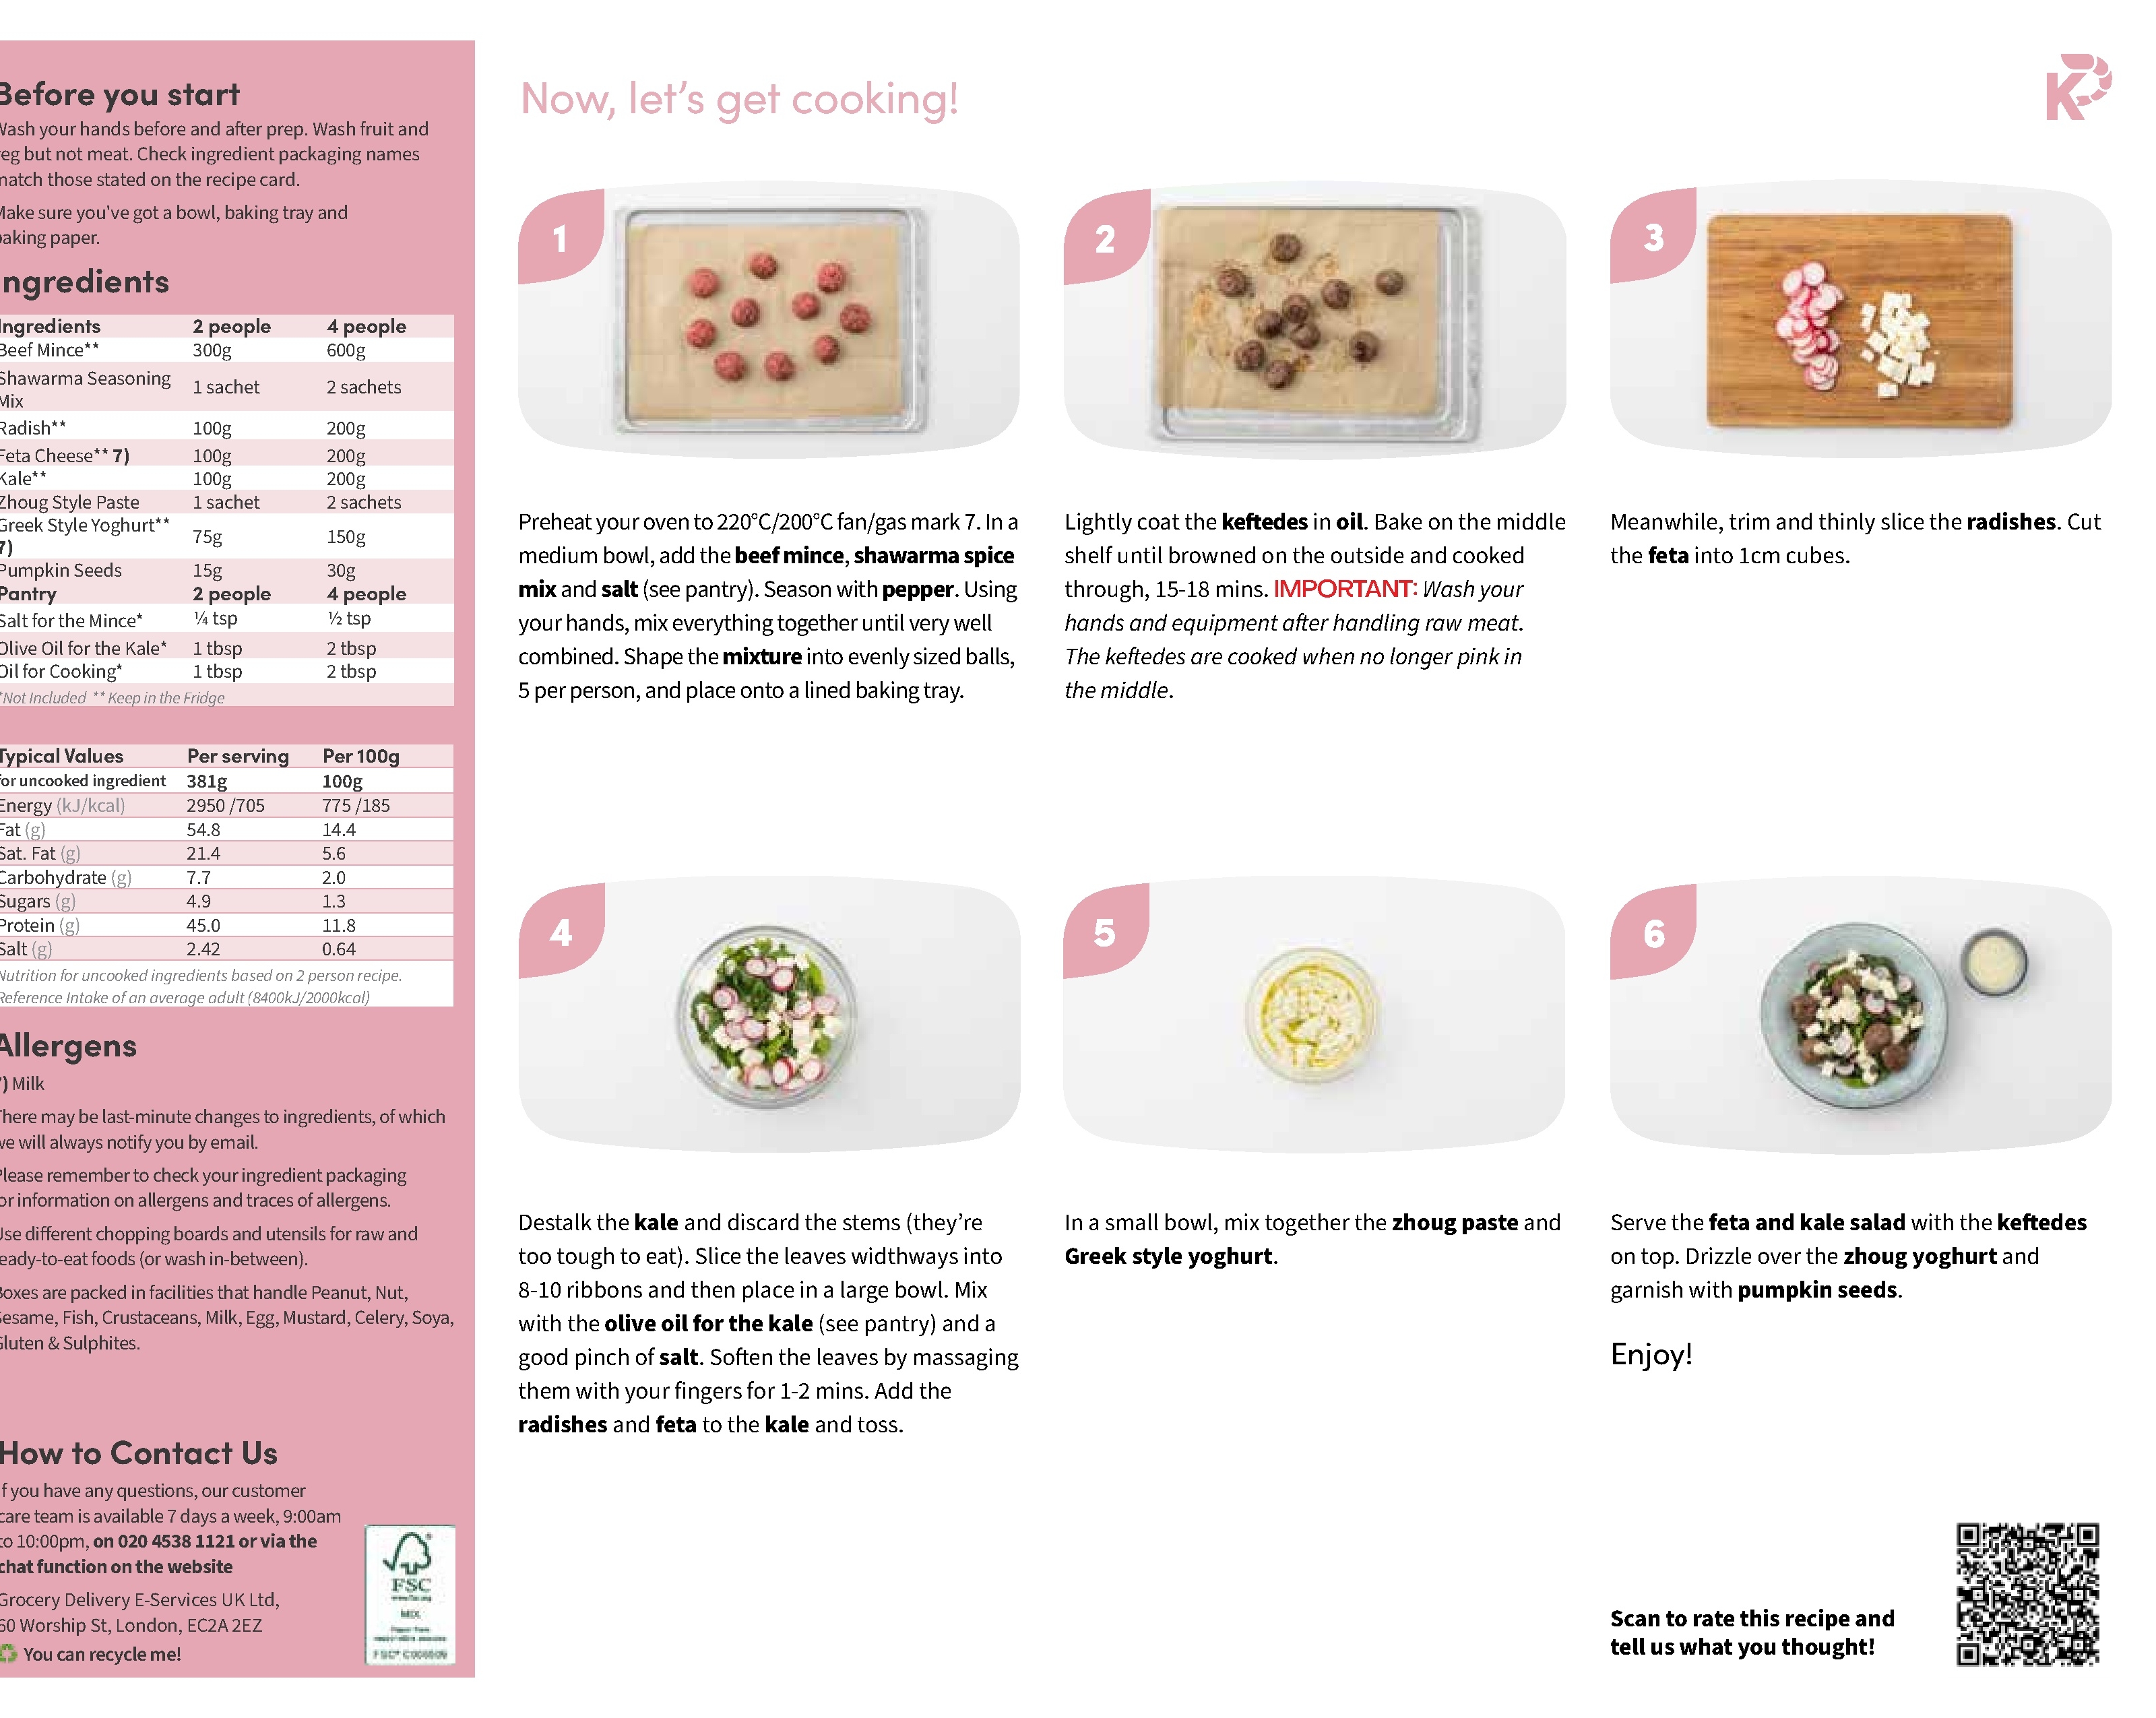 Before you start
Wash your hands before and after prep. Wash fruit and
veg but not meat. Check ingredient packaging names
match those stated on the recipe card.
Make sure you've got a bowl, baking tray and
baking paper.
Ingredients
Ingredients 2 people 4 people
Beef Mince** 300g 600g
Shawarma Seasoning
Mix 1 sachet 2 sachets
Radish** 100g 200g
Feta Cheese** 7) 100g 200g
Kale** 100g 200g
Zhoug Style Paste 1 sachet 2 sachets
Greek Style Yoghurt**
7) 75g 150g
Pumpkin Seeds 15g 30g
Pantry 2 people 4 people
Salt for the Mince* ¼ tsp ½ tsp
Olive Oil for the Kale* 1 tbsp 2 tbsp
Oil for Cooking* 1 tbsp 2 tbsp
*Not Included ** Keep in the Fridge
Typical Values Per serving Per 100g
for uncooked ingredient 381g 100g
Energy (kJ/kcal) 2950 /705 775 /185
Fat (g) 54.8 14.4
Sat. Fat (g) 21.4 5.6
Carbohydrate (g) 7.7 2.0
Sugars (g) 4.9 1.3
Protein (g) 45.0 11.8
Salt (g) 2.42 0.64
Nutrition for uncooked ingredients based on 2 person recipe.
Reference Intake of an average adult (8400kJ/2000kcal)
Allergens
7) Milk
There may be last-minute changes to ingredients, of which
we will always notify you by email.
Please remember to check your ingredient packaging
for information on allergens and traces of allergens.
Use different chopping boards and utensils for raw and
ready-to-eat foods (or wash in-between).
Boxes are packed in facilities that handle Peanut, Nut,
Sesame, Fish, Crustaceans, Milk, Egg, Mustard, Celery, Soya,
Gluten & Sulphites.
How to Contact Us
If you have any questions, our customer
care team is available 7 days a week, 9:00am
to 10:00pm, on 020 4538 1121 or via the
chat function on the website
Grocery Delivery E-Services UK Ltd,
60 Worship St, London, EC2A 2EZ
You can recycle me!
FSC
www.fsc.org
MIX
Now, let's get cooking!
K
1
Preheat your oven to 220°C/200°C fan/gas mark 7. In a
medium bowl, add the beef mince, shawarma spice
mix and salt (see pantry). Season with pepper. Using
your hands, mix everything together until very well
combined. Shape the mixture into evenly sized balls,
5 per person, and place onto a lined baking tray.
2
Lightly coat the keftedes in oil. Bake on the middle
shelf until browned on the outside and cooked
through, 15-18 mins. IMPORTANT: Wash your
hands and equipment after handling raw meat.
The keftedes are cooked when no longer pink in
the middle.
3
Meanwhile, trim and thinly slice the radishes. Cut
the feta into 1cm cubes.
4
Destalk the kale and discard the stems (they're
too tough to eat). Slice the leaves widthways into
8-10 ribbons and then place in a large bowl. Mix
with the olive oil for the kale (see pantry) and a
good pinch of salt. Soften the leaves by massaging
them with your fingers for 1-2 mins. Add the
radishes and feta to the kale and toss.
5
In a small bowl, mix together the zhoug paste and
Greek style yoghurt.
6
Serve the feta and kale salad with the keftedes
on top. Drizzle over the zhoug yoghurt and
garnish with pumpkin seeds.
Enjoy!
Scan to rate this recipe and
tell us what you thought!